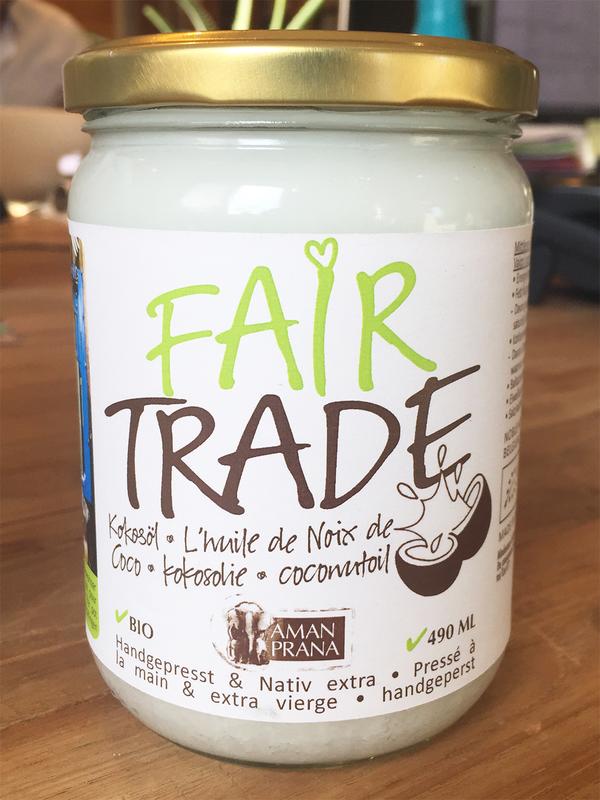 FAIR
TRADE
Kokosöl • L'huile de Noix de
Coco • kokosolie • coconutoil
BIO
AMAN
PRANA
490 ML
Handgepresst & Nativ extra • Pressé à
la main & extra vierge • handgeperst